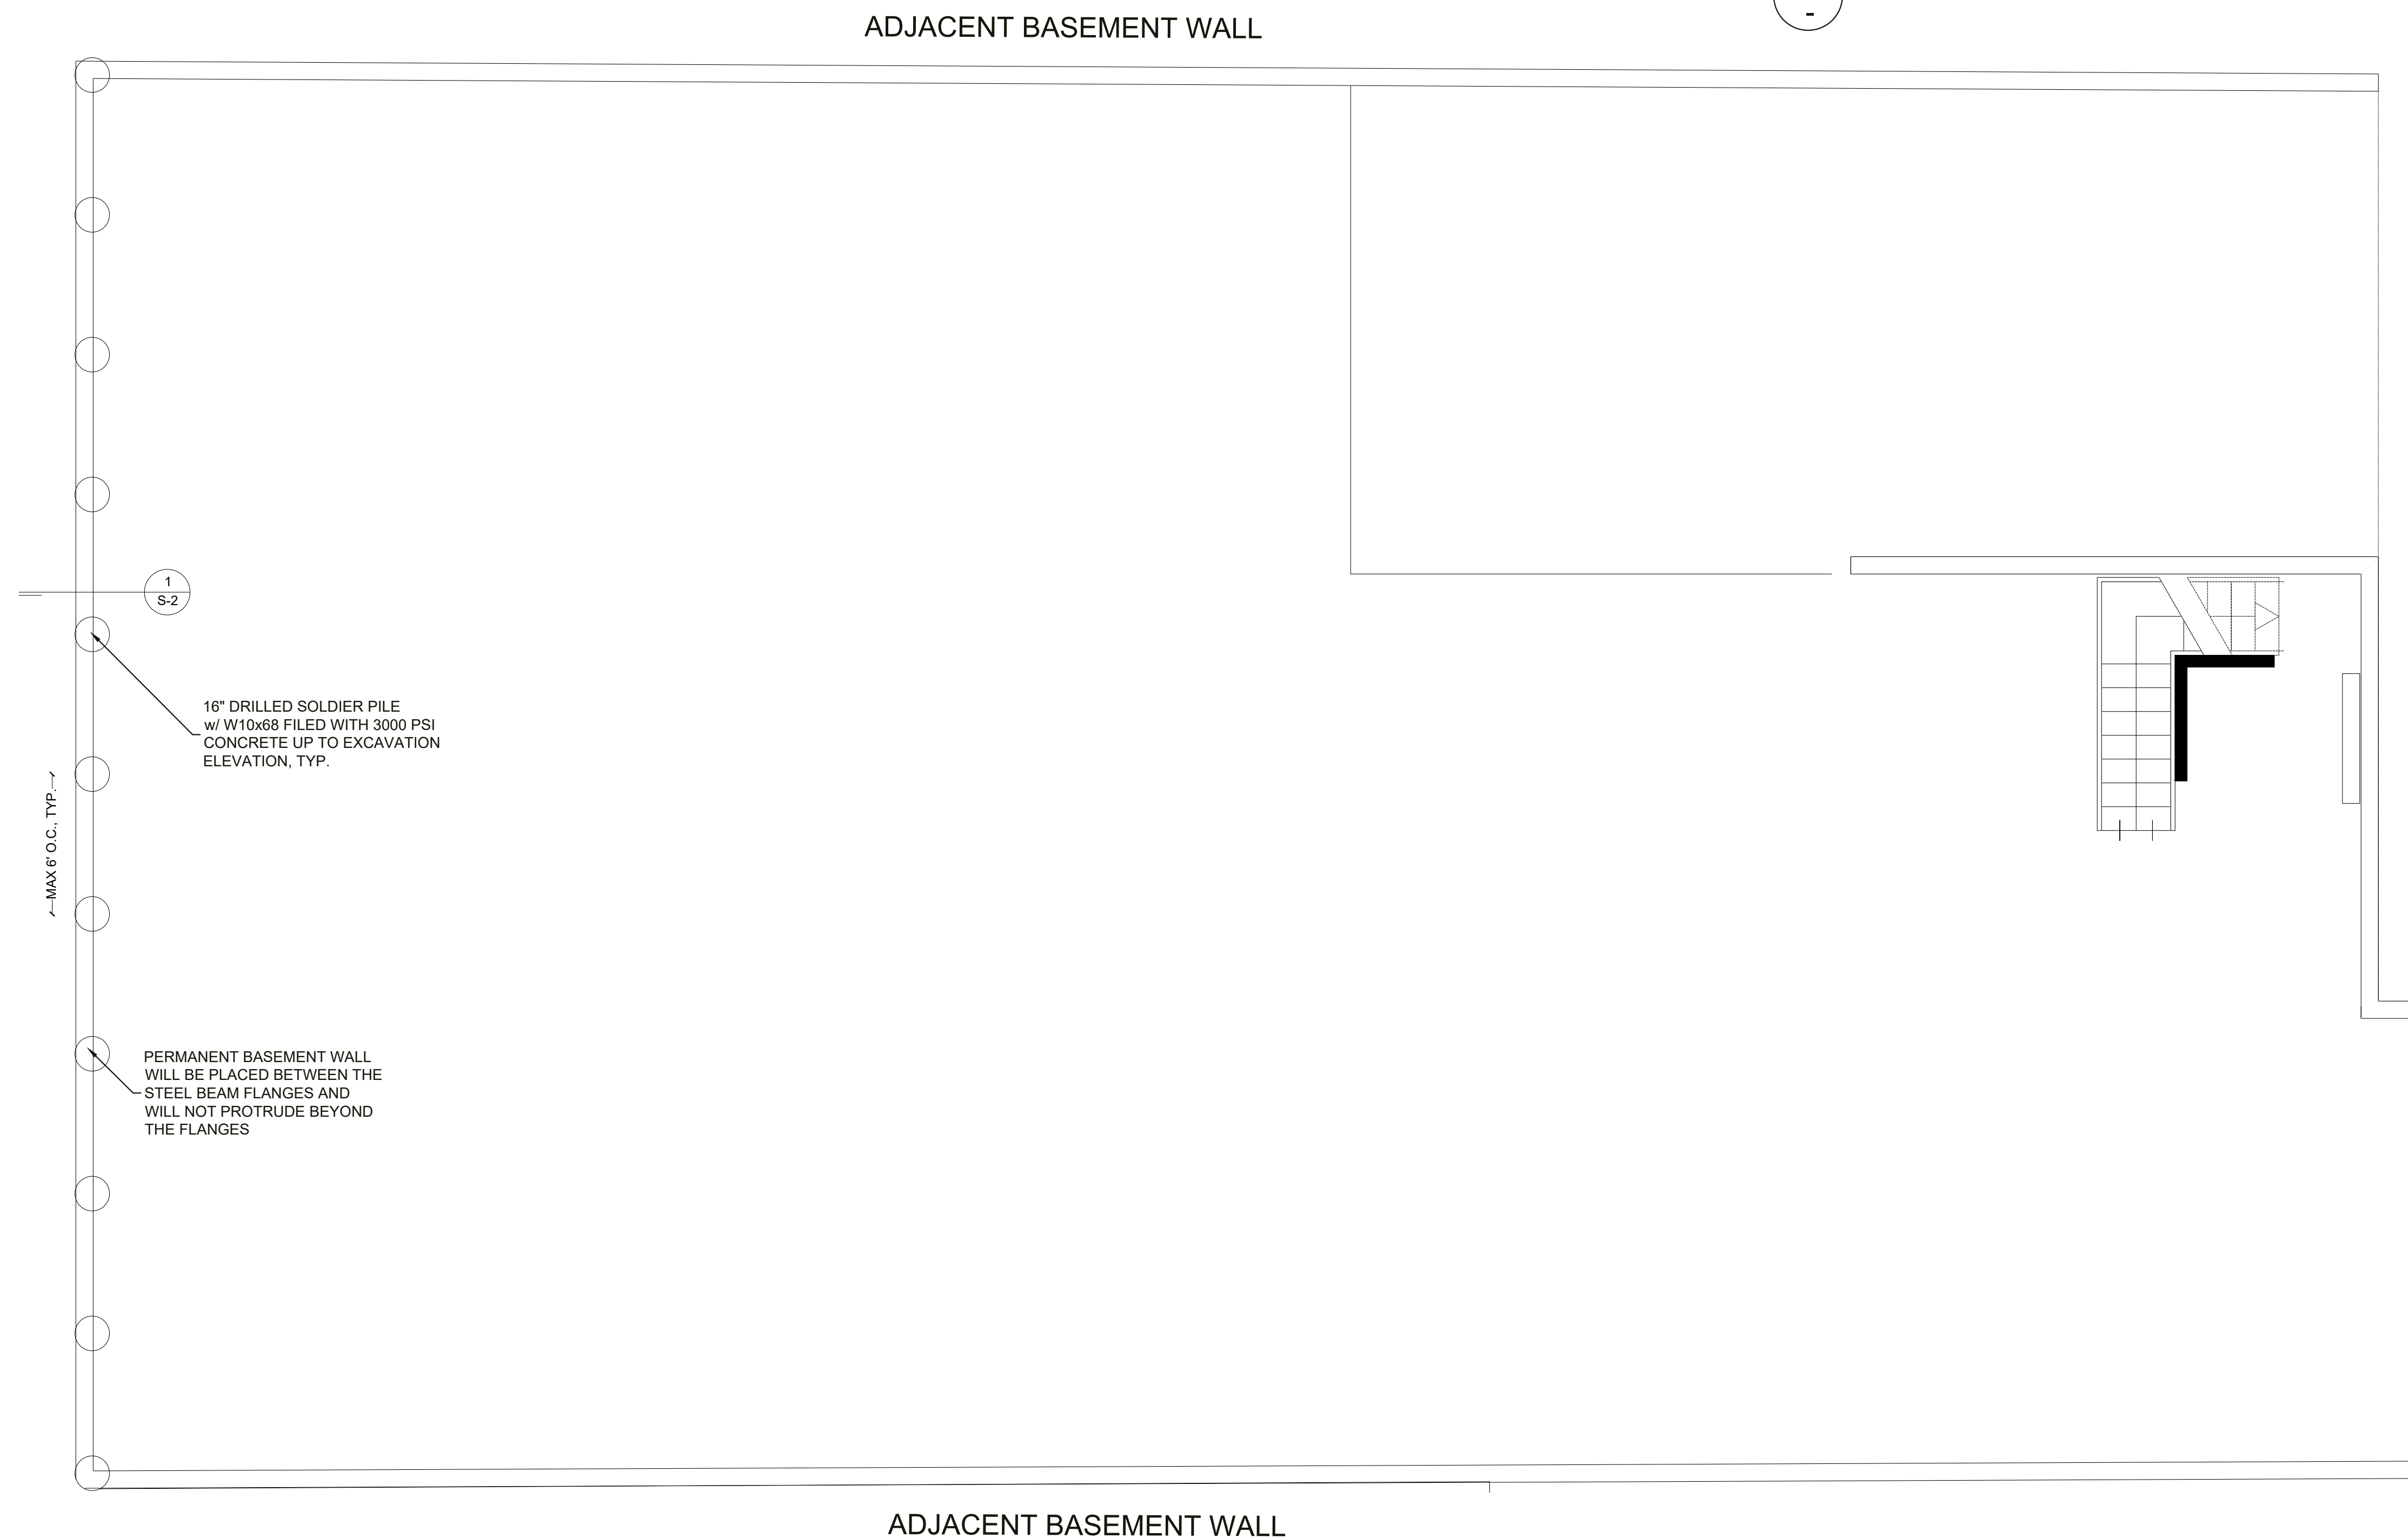 ADJACENT BASEMENT WALL
-
1
S-2
16" DRILLED SOLDIER PILE
w/ W10x68 FILED WITH 3000 PSI
CONCRETE UP TO EXCAVATION
ELEVATION, TYP.
MAX 6' O.C., TYP.
PERMANENT BASEMENT WALL
WILL BE PLACED BETWEEN THE
STEEL BEAM FLANGES AND
WILL NOT PROTRUDE BEYOND
THE FLANGES
ADJACENT BASEMENT WALL